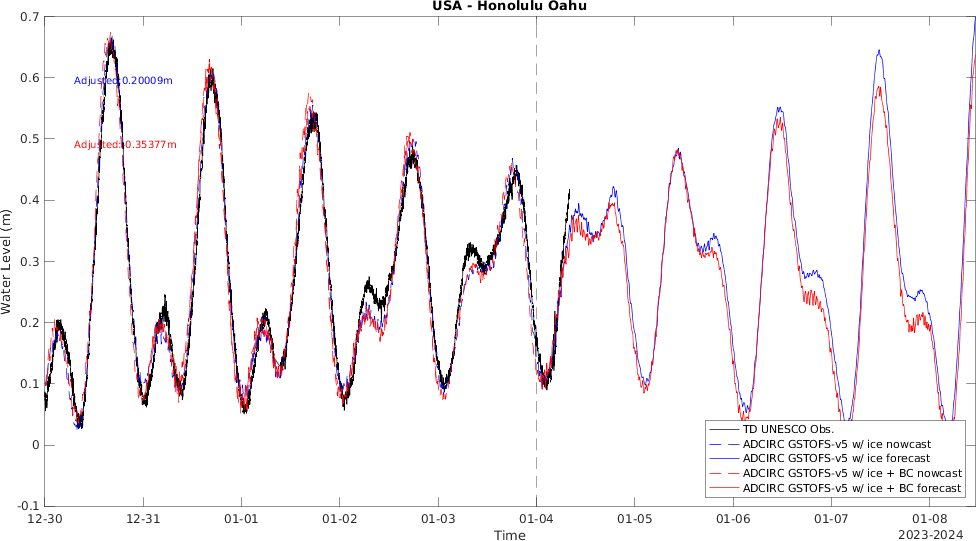 USA - Honolulu Oahu
0.7
0.6
0.5
0.4
0.3
0.2
0.1
0
-0.1
Water Level (m)
Adjusted:0.20009m
Adjusted:-0.35377m
12-30
12-31
01-01
01-02
01-03
01-04
01-05
01-06
01-07
01-08
Time
2023-2024
TD UNESCO Obs.
ADCIRC GSTOFS-v5 w/ ice nowcast
ADCIRC GSTOFS-v5 w/ ice forecast
ADCIRC GSTOFS-v5 w/ ice + BC nowcast
ADCIRC GSTOFS-v5 w/ ice + BC forecast